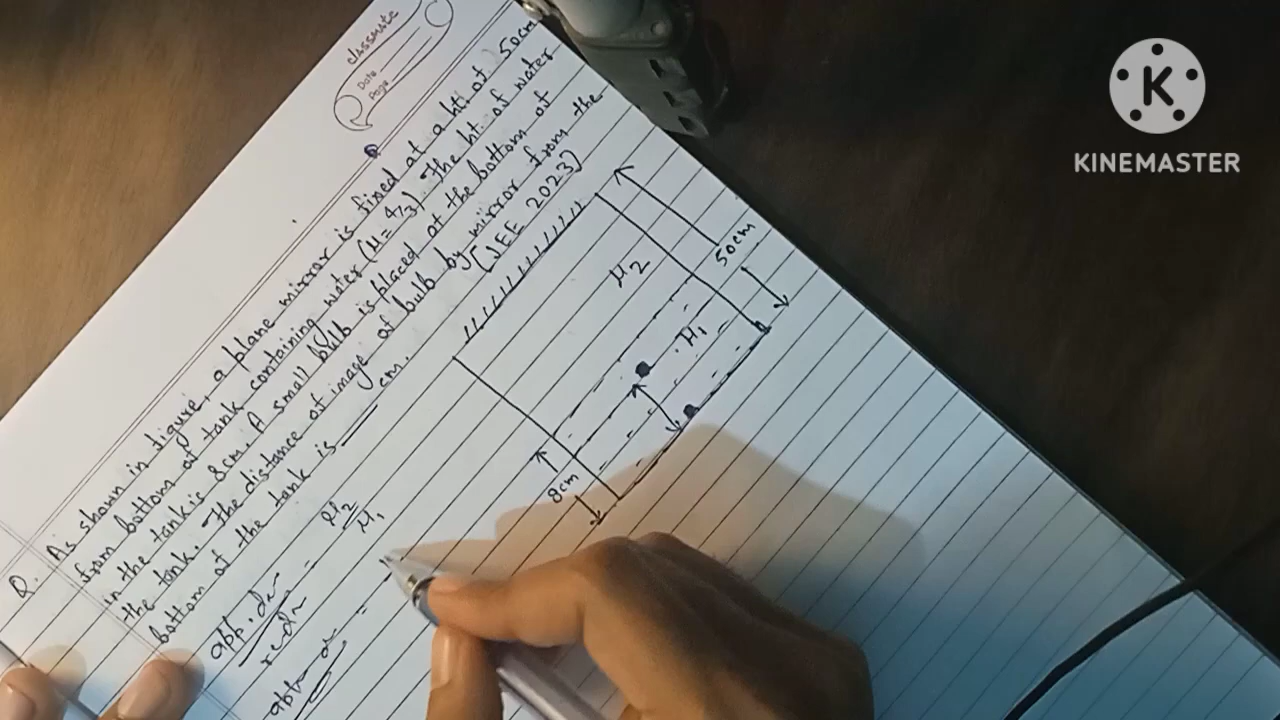 classmate
Date
Page
Q. As shown in figure, a plane mirror is fixed at a ht. of 50cm
from bottom of tank containing water (μ = 4/3). The ht. of water
in the tank is 8cm. A small bulb is placed at the bottom of
the tank. The distance of image of bulb by mirror from the
bottom of the tank is ___ cm. [JEE 2023]
50cm
μ2
μ1
8cm
= μ2/μ1
KINEMASTER